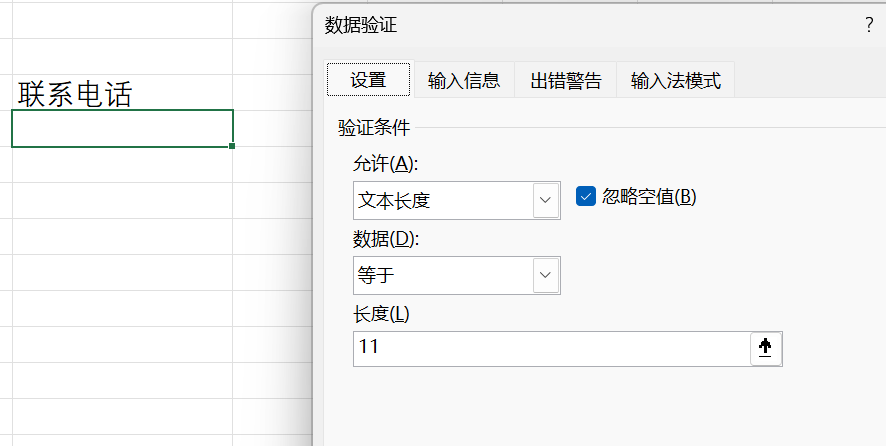 数据验证 ?
设置 输入信息 出错警告 输入法模式
联系电话
验证条件
允许(A):
文本长度 忽略空值(B)
数据(D):
等于
长度(L)
11